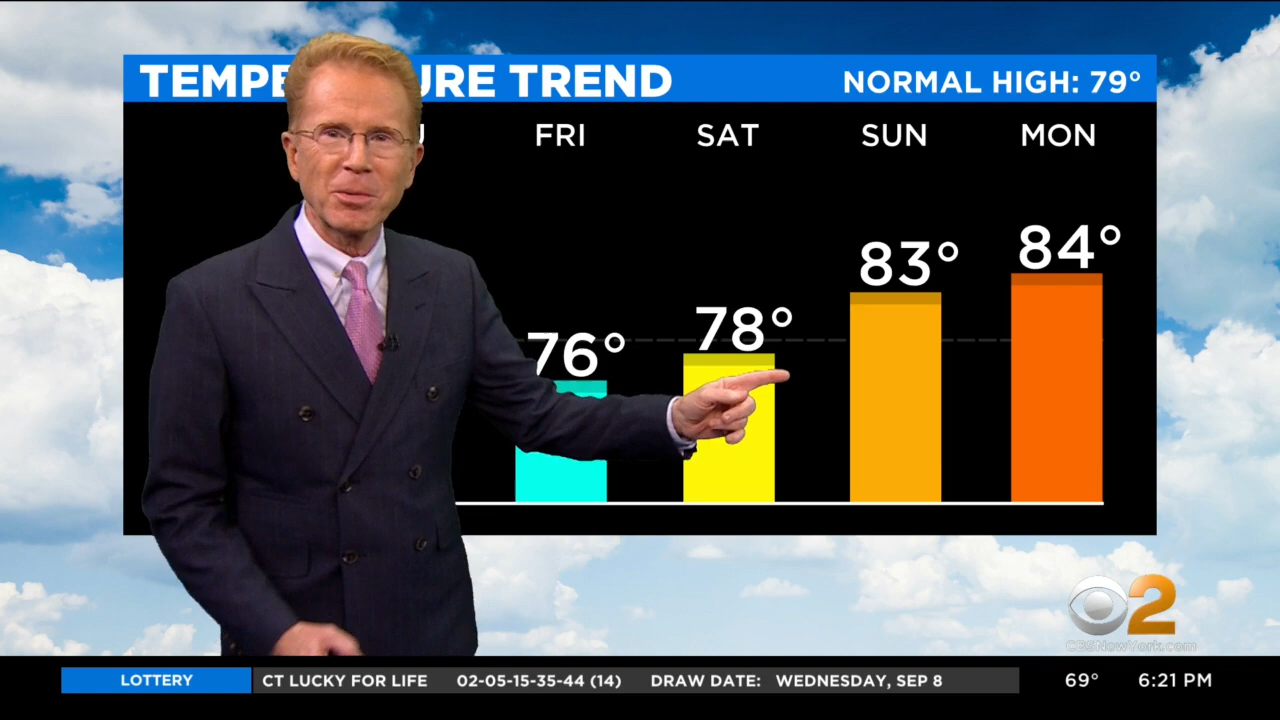 TEMPE URE TREND
NORMAL HIGH: 79°
U FRI SAT SUN MON
76° 78° 83° 84°
2
CBSNewYork.com
LOTTERY CT LUCKY FOR LIFE 02-05-15-35-44 (14) DRAW DATE: WEDNESDAY, SEP 8 69° 6:21 PM